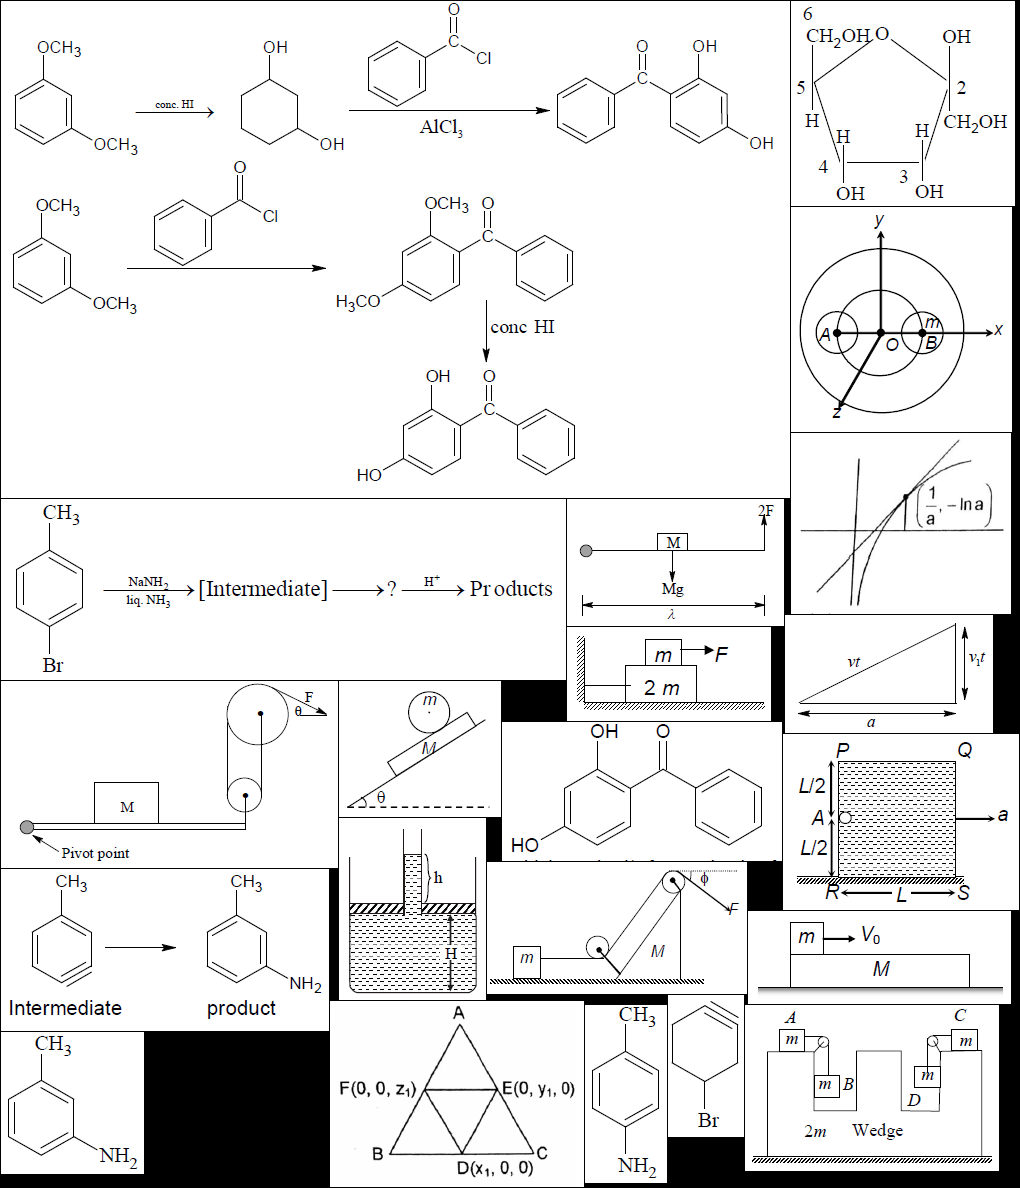 OCH3
OCH3
conc. HI
OH
OH
O
C
Cl
AlCl3
O
C
OH
OH
OCH3
OCH3
O
C
Cl
OCH3
O
C
H3CO
conc HI
OH
O
C
HO
6
CH2OH
O
OH
5
2
H
CH2OH
H
H
4
3
OH
OH
y
m
A
O
B
x
z
(1/a, –ln a)
CH3
NaNH2
liq. NH3
[Intermediate]
?
H+
Products
Br
2F
M
Mg
λ
m
F
2 m
vt
v1t
a
F
θ
M
Pivot point
m
M
θ
OH
O
HO
P
Q
L/2
A
a
L/2
R
L
S
CH3
CH3
NH2
Intermediate
product
h
H
ϕ
F
m
M
m
V0
M
CH3
NH2
A
F(0, 0, z1)
E(0, y1, 0)
B
C
D(x1, 0, 0)
CH3
NH2
Br
A
C
m
m
m
B
m
D
2m
Wedge